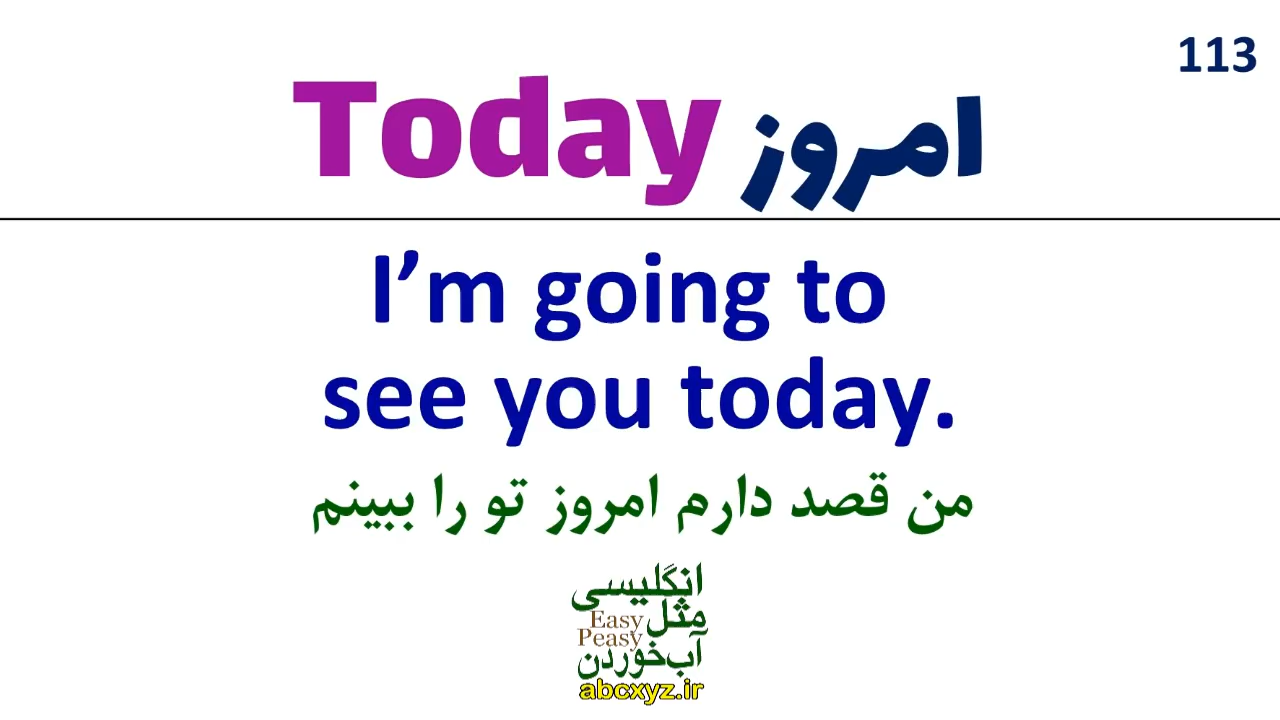 113
Today امروز
I’m going to
see you today.
من قصد دارم امروز تو را ببینم
انگلیسی
مثل Easy
Peasy
آب‌خوردن
abcxyz.ir